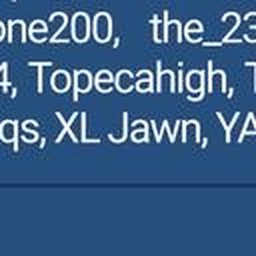 one200, the_23
4, Topecahigh, T
qs, XL Jawn, YA